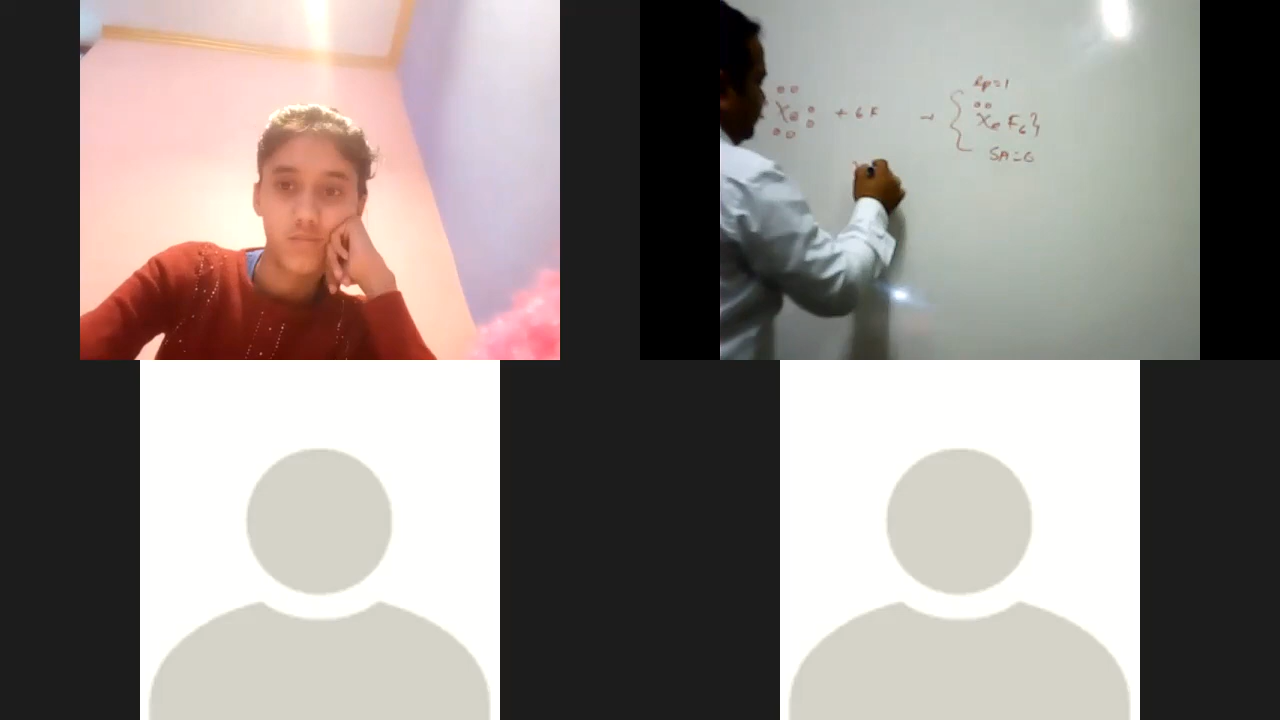 lp=1
Xe + 6F → { XeF6 }
SA=6